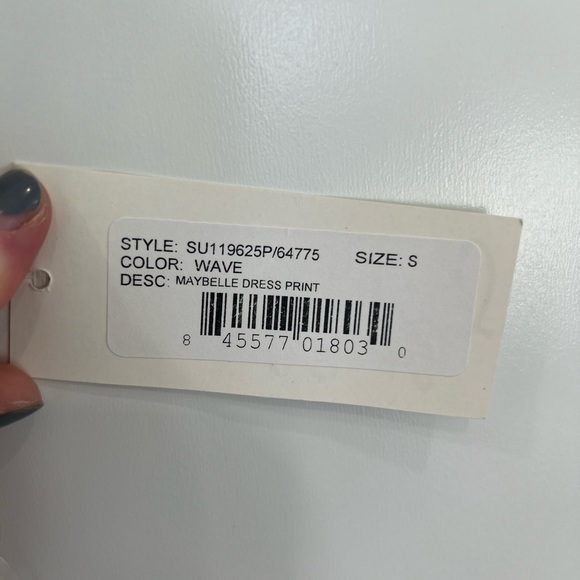 STYLE: SU119625P/64775 SIZE: S
COLOR: WAVE
DESC: MAYBELLE DRESS PRINT
8 45577 01803 0